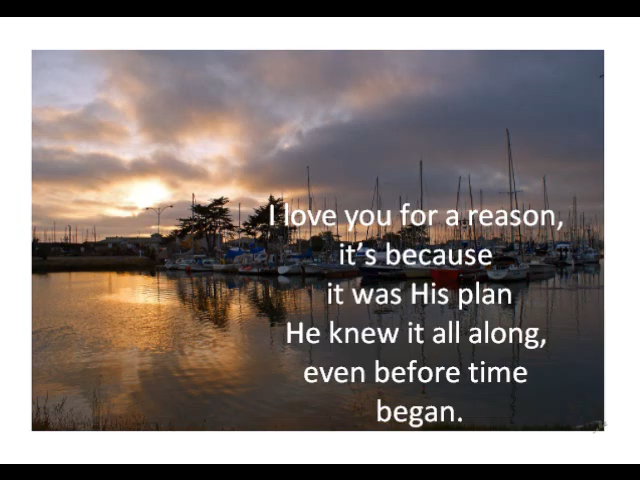 I love you for a reason,
it’s because
it was His plan
He knew it all along,
even before time
began.